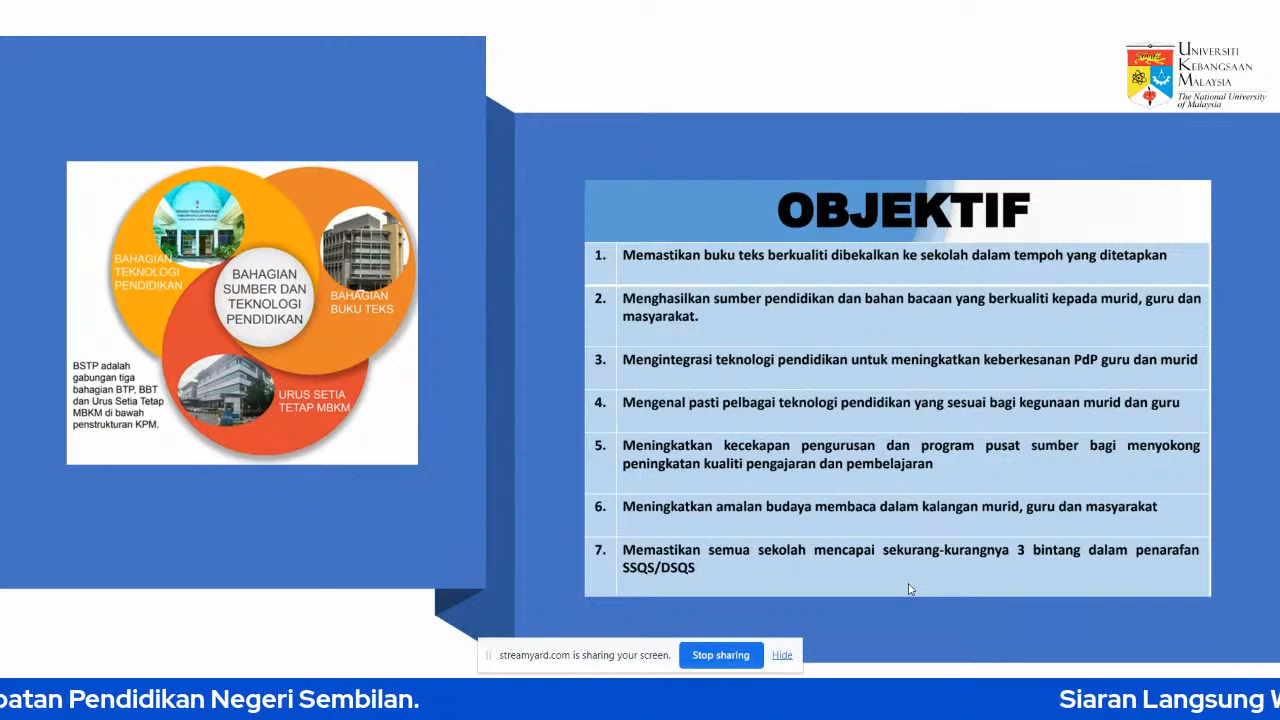 UNIVERSITI
KEBANGSAAN
MALAYSIA
The National University
of Malaysia
BAHAGIAN
TEKNOLOGI
PENDIDIKAN
BAHAGIAN
SUMBER DAN
TEKNOLOGI
PENDIDIKAN
BAHAGIAN
BUKU TEKS
URUS SETIA
TETAP MBKM
BSTP adalah
gabungan tiga
bahagian BTP, BBT
dan Urus Setia Tetap
MBKM di bawah
penstrukturan KPM.
OBJEKTIF
1. Memastikan buku teks berkualiti dibekalkan ke sekolah dalam tempoh yang ditetapkan
2. Menghasilkan sumber pendidikan dan bahan bacaan yang berkualiti kepada murid, guru dan
masyarakat.
3. Mengintegrasi teknologi pendidikan untuk meningkatkan keberkesanan PdP guru dan murid
4. Mengenal pasti pelbagai teknologi pendidikan yang sesuai bagi kegunaan murid dan guru
5. Meningkatkan kecekapan pengurusan dan program pusat sumber bagi menyokong
peningkatan kualiti pengajaran dan pembelajaran
6. Meningkatkan amalan budaya membaca dalam kalangan murid, guru dan masyarakat
7. Memastikan semua sekolah mencapai sekurang-kurangnya 3 bintang dalam penarafan
SSQS/DSQS
streamyard.com is sharing your screen. Stop sharing Hide
batan Pendidikan Negeri Sembilan. Siaran Langsung